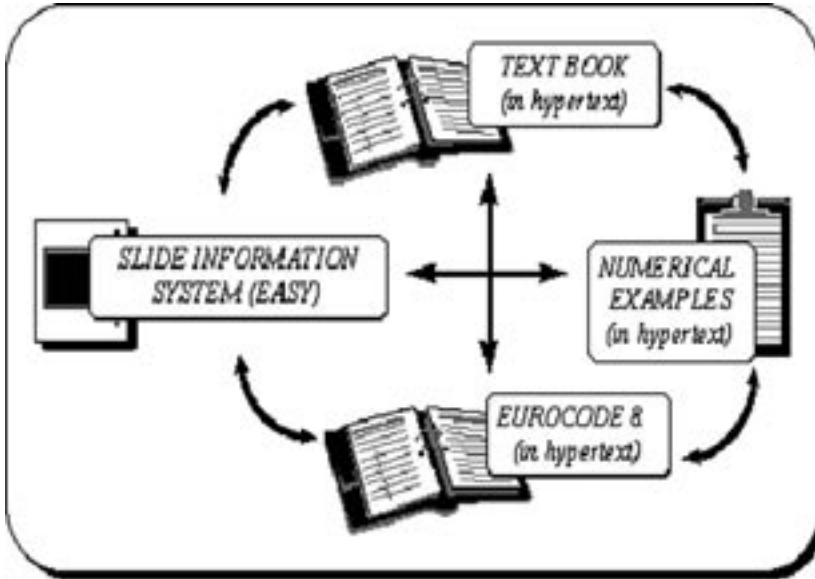 TEXT BOOK
(in hypertext)
SLIDE INFORMATION
SYSTEM (EASY)
NUMERICAL
EXAMPLES
(in hypertext)
EUROCODE 8
(in hypertext)